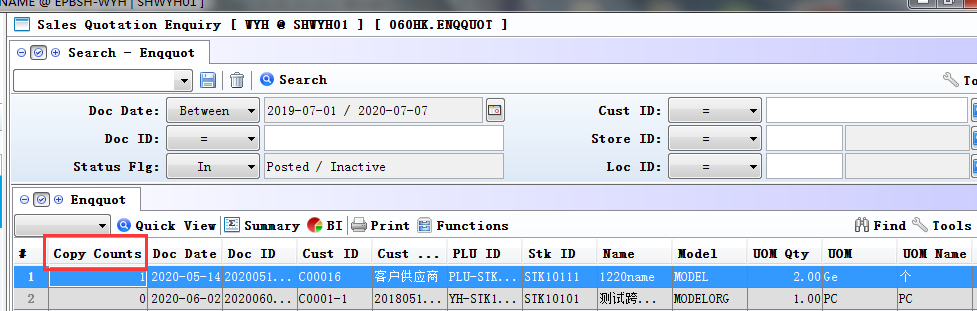 NAME @ EPBSH-WYH | SHWYH01 ]
Sales Quotation Enquiry [ WYH @ SHWYH01 ] [ 060HK.ENQQUOT ]
Search - Enqquot
Search
Doc Date: Between 2019-07-01 / 2020-07-07 Cust ID: =
Doc ID: = Store ID: =
Status Flg: In Posted / Inactive Loc ID: =
Enqquot
Quick View Summary BI Print Functions Find Tools
# Copy Counts Doc Date Doc ID Cust ID Cust ... PLU ID Stk ID Name Model UOM Qty UOM UOM Name
1 1 2020-05-14 2020051... C00016 客户供应商 PLU-STK... STK10111 1220name MODEL 2.00 Ge 个
2 0 2020-06-02 2020060... C0001-1 2018051... YH-STK1... STK10101 测试跨... MODELORG 1.00 PC PC